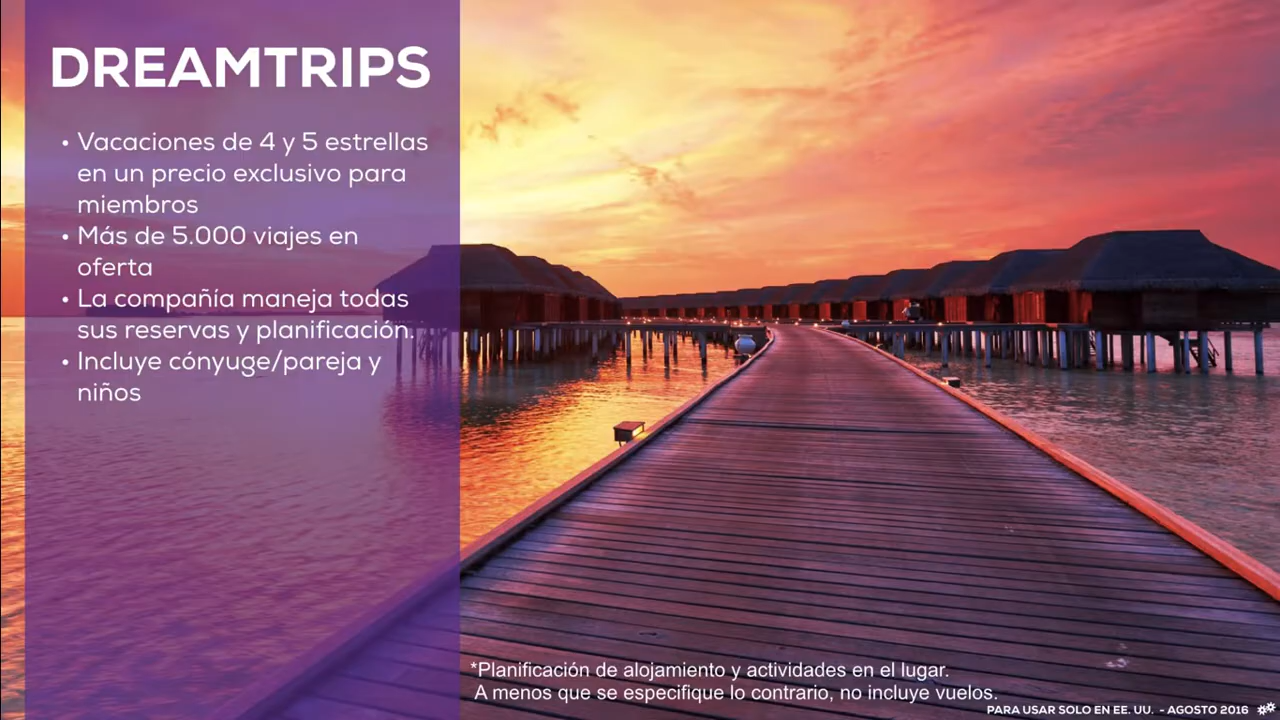 DREAMTRIPS
• Vacaciones de 4 y 5 estrellas
en un precio exclusivo para
miembros
• Más de 5.000 viajes en
oferta
• La compañía maneja todas
sus reservas y planificación.
• Incluye cónyuge/pareja y
niños
*Planificación de alojamiento y actividades en el lugar.
A menos que se especifique lo contrario, no incluye vuelos.
PARA USAR SOLO EN EE. UU. - AGOSTO 2016